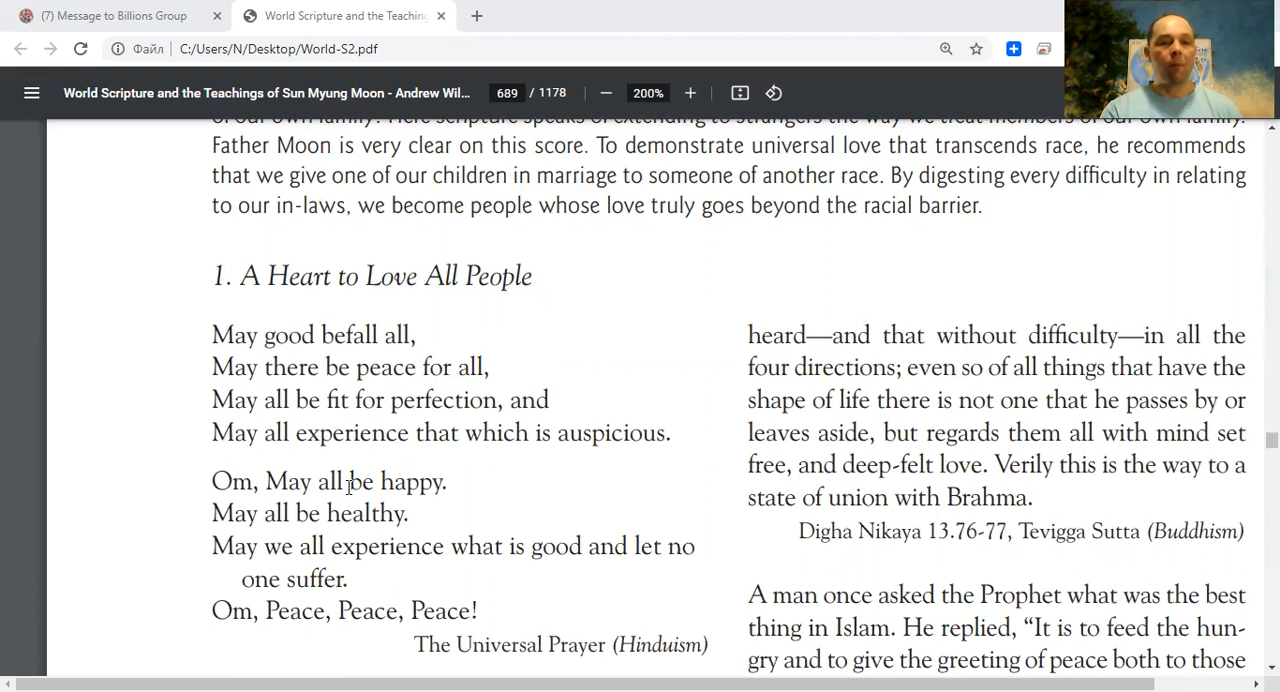 (7) Message to Billions Group
World Scripture and the Teaching
Файл
C:/Users/N/Desktop/World-S2.pdf
World Scripture and the Teachings of Sun Myung Moon - Andrew Wil...
689 / 1178
200%
Father Moon is very clear on this score. To demonstrate universal love that transcends race, he recommends
that we give one of our children in marriage to someone of another race. By digesting every difficulty in relating
to our in-laws, we become people whose love truly goes beyond the racial barrier.
1. A Heart to Love All People
May good befall all,
May there be peace for all,
May all be fit for perfection, and
May all experience that which is auspicious.
Om, May all be happy.
May all be healthy.
May we all experience what is good and let no
one suffer.
Om, Peace, Peace, Peace!
The Universal Prayer (Hinduism)
heard—and that without difficulty—in all the
four directions; even so of all things that have the
shape of life there is not one that he passes by or
leaves aside, but regards them all with mind set
free, and deep-felt love. Verily this is the way to a
state of union with Brahma.
Digha Nikaya 13.76-77, Tevigga Sutta (Buddhism)
A man once asked the Prophet what was the best
thing in Islam. He replied, “It is to feed the hun-
gry and to give the greeting of peace both to those